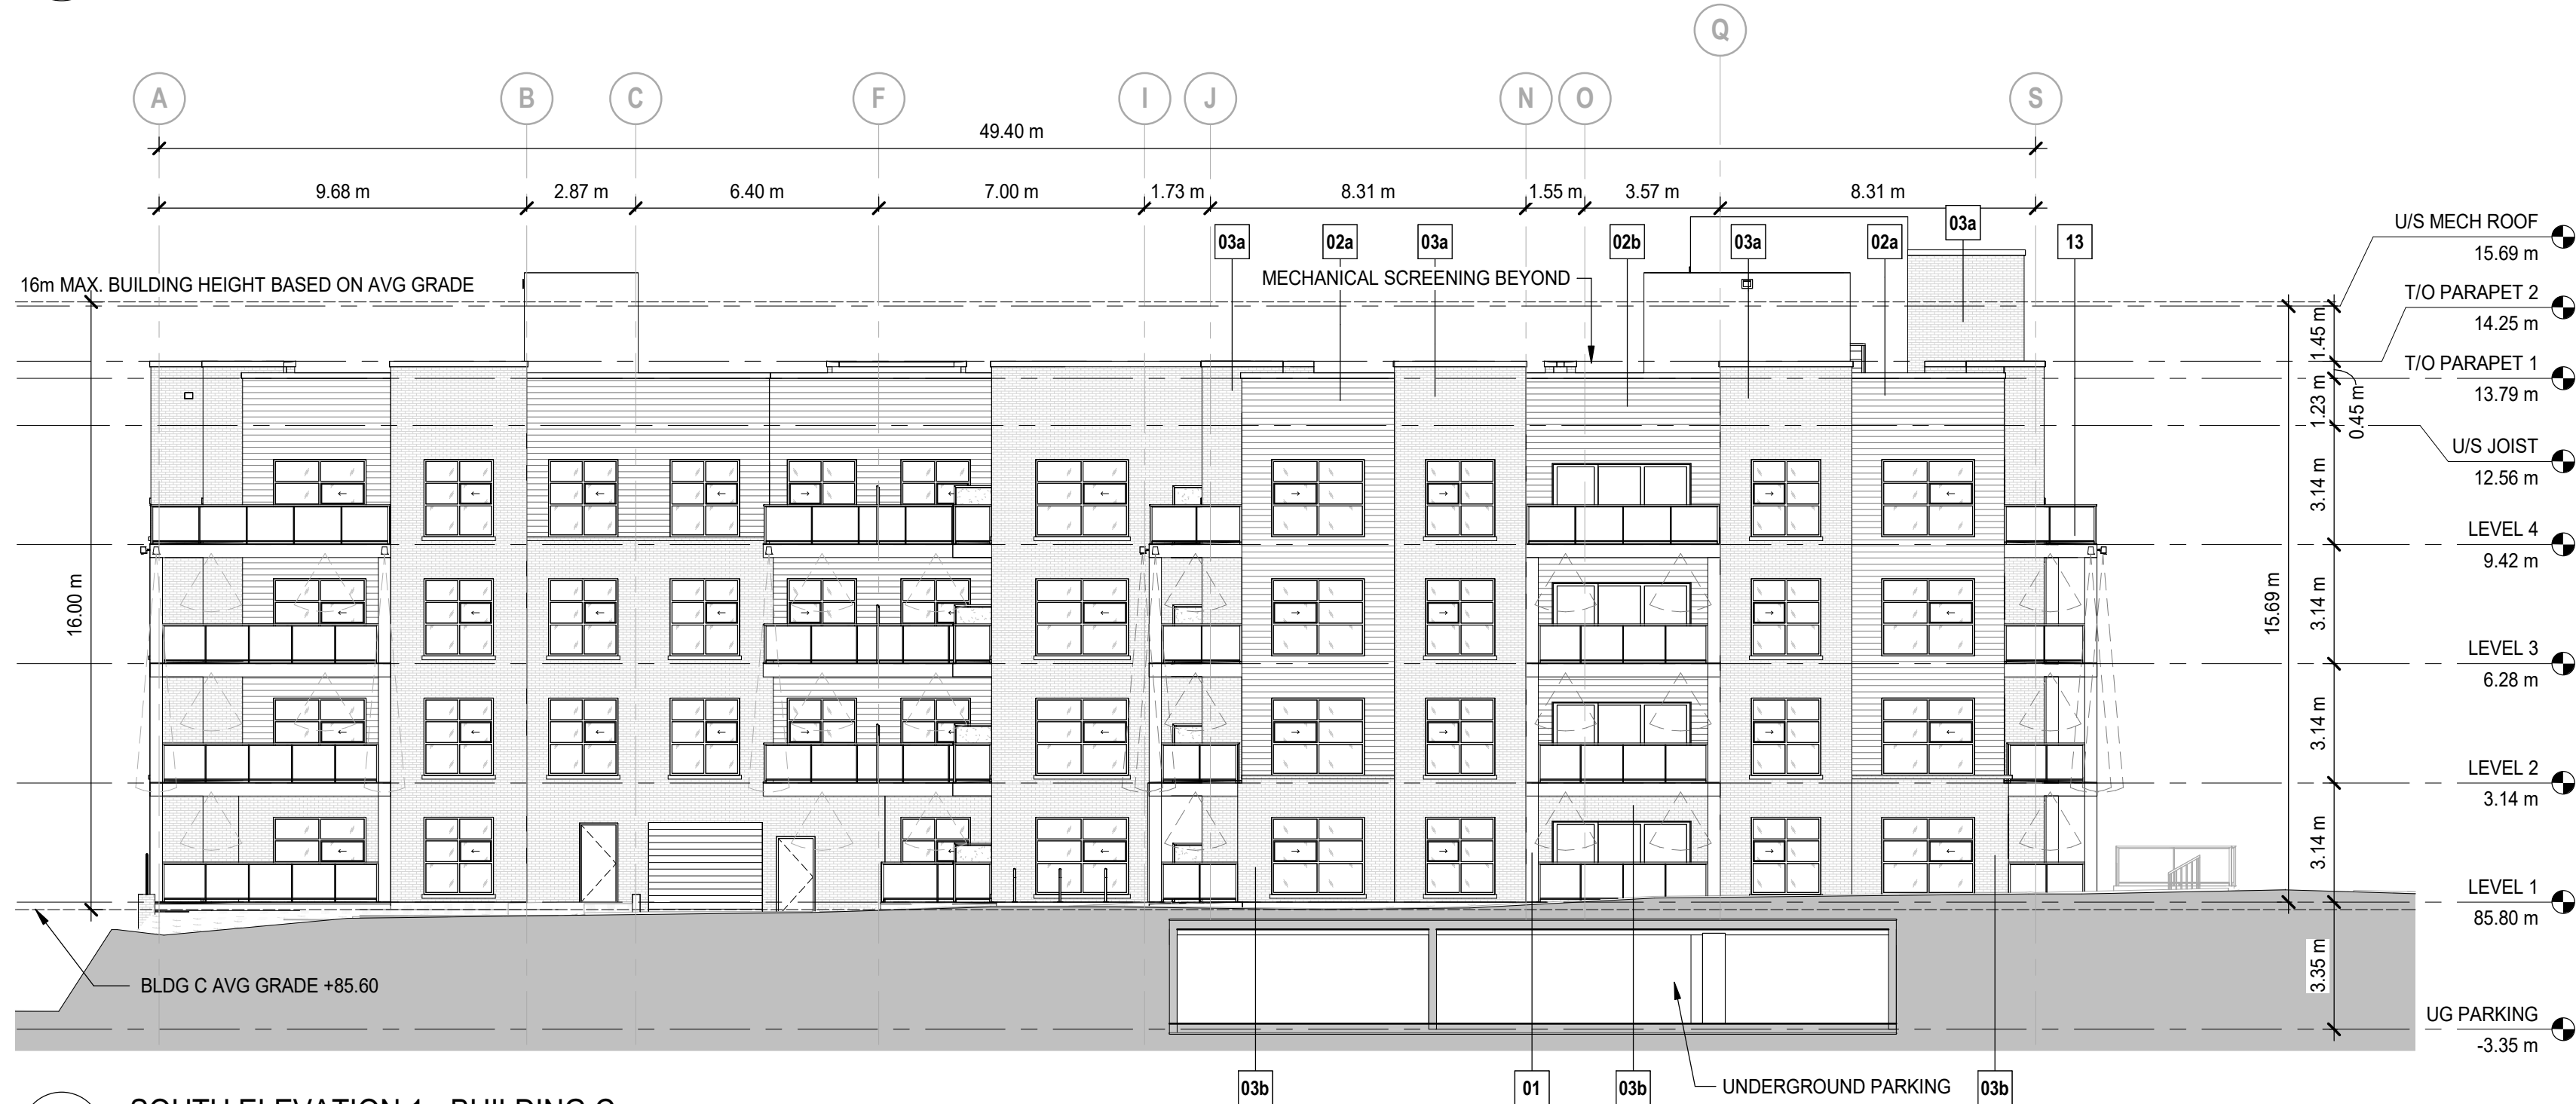 Q
A B C F I J N O S
49.40 m
9.68 m 2.87 m 6.40 m 7.00 m 1.73 m 8.31 m 1.55 m 3.57 m 8.31 m
03a 02a 03a 02b 03a 02a 03a 13
U/S MECH ROOF
15.69 m
16m MAX. BUILDING HEIGHT BASED ON AVG GRADE
MECHANICAL SCREENING BEYOND
T/O PARAPET 2
14.25 m
1.45 m
T/O PARAPET 1
13.79 m
1.23 m
0.45 m
U/S JOIST
12.56 m
3.14 m
LEVEL 4
9.42 m
16.00 m
15.69 m
3.14 m
LEVEL 3
6.28 m
3.14 m
LEVEL 2
3.14 m
3.14 m
LEVEL 1
85.80 m
3.35 m
BLDG C AVG GRADE +85.60
UG PARKING
-3.35 m
03b 01 03b UNDERGROUND PARKING 03b
SOUTH ELEVATION 1 - BUILDING C